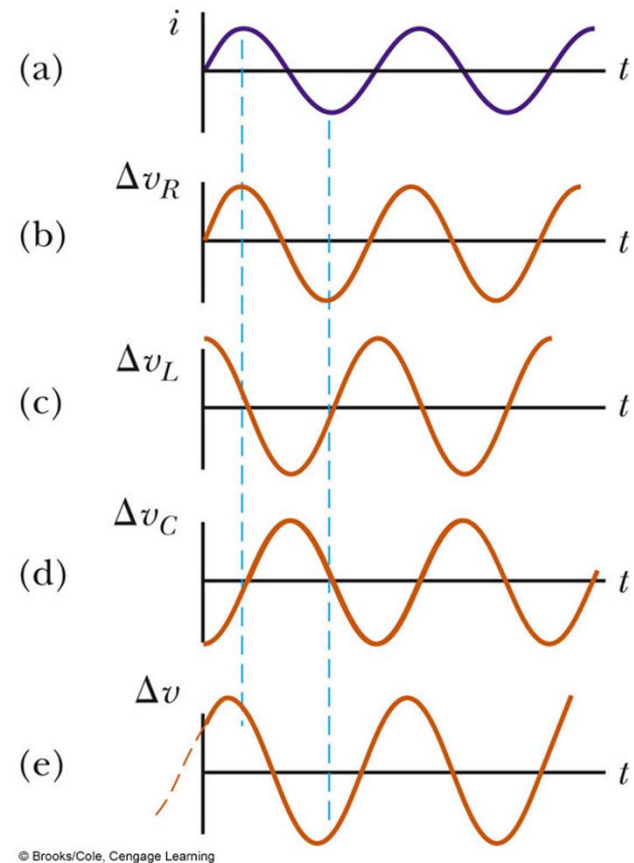 i
(a) t
Δv_R
(b) t
Δv_L
(c) t
Δv_C
(d) t
Δv
(e) t
© Brooks/Cole, Cengage Learning